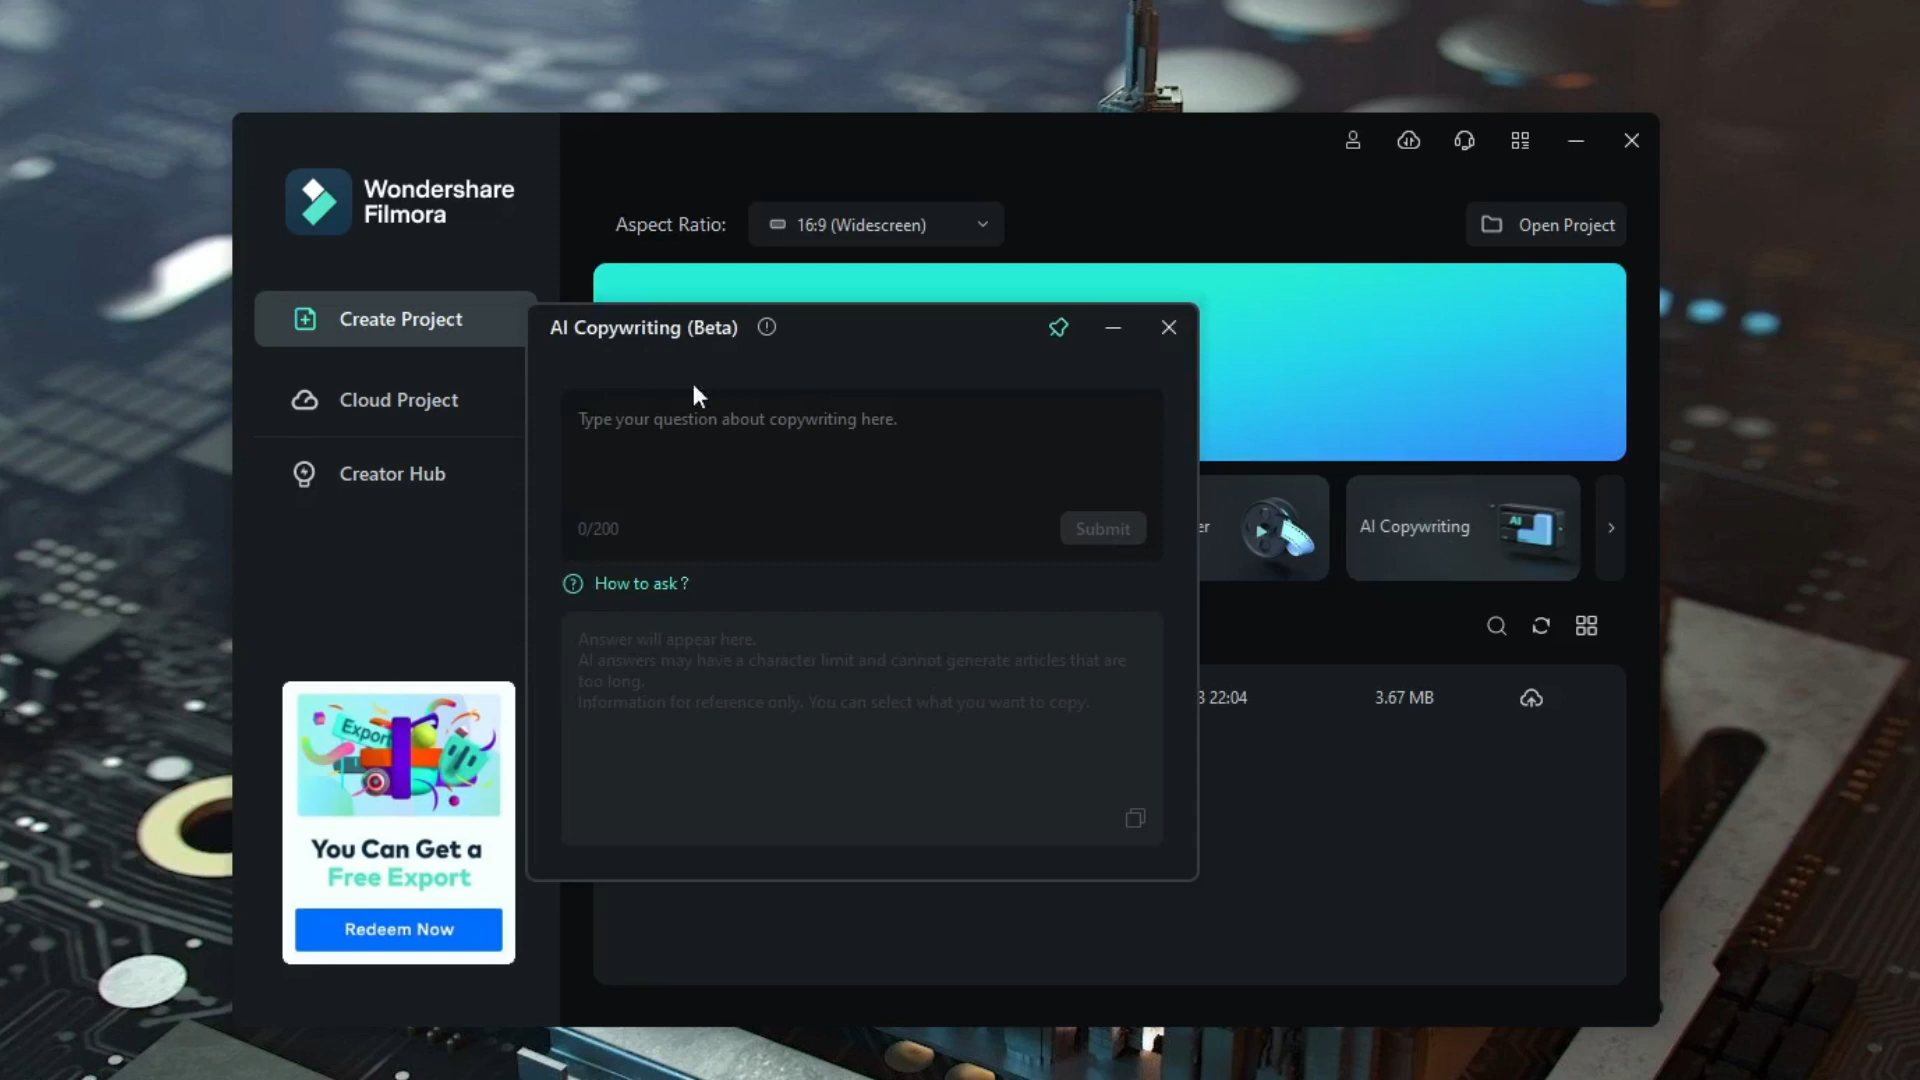 Wondershare
Filmora
Aspect Ratio:
16:9 (Widescreen)
Open Project
Create Project
AI Copywriting (Beta)
Cloud Project
Type your question about copywriting here.
Creator Hub
0/200
Submit
er
AI Copywriting
AI
How to ask ?
Answer will appear here.
AI answers may have a character limit and cannot generate articles that are
too long.
Information for reference only. You can select what you want to copy.
3 22:04
3.67 MB
Export
You Can Get a
Free Export
Redeem Now